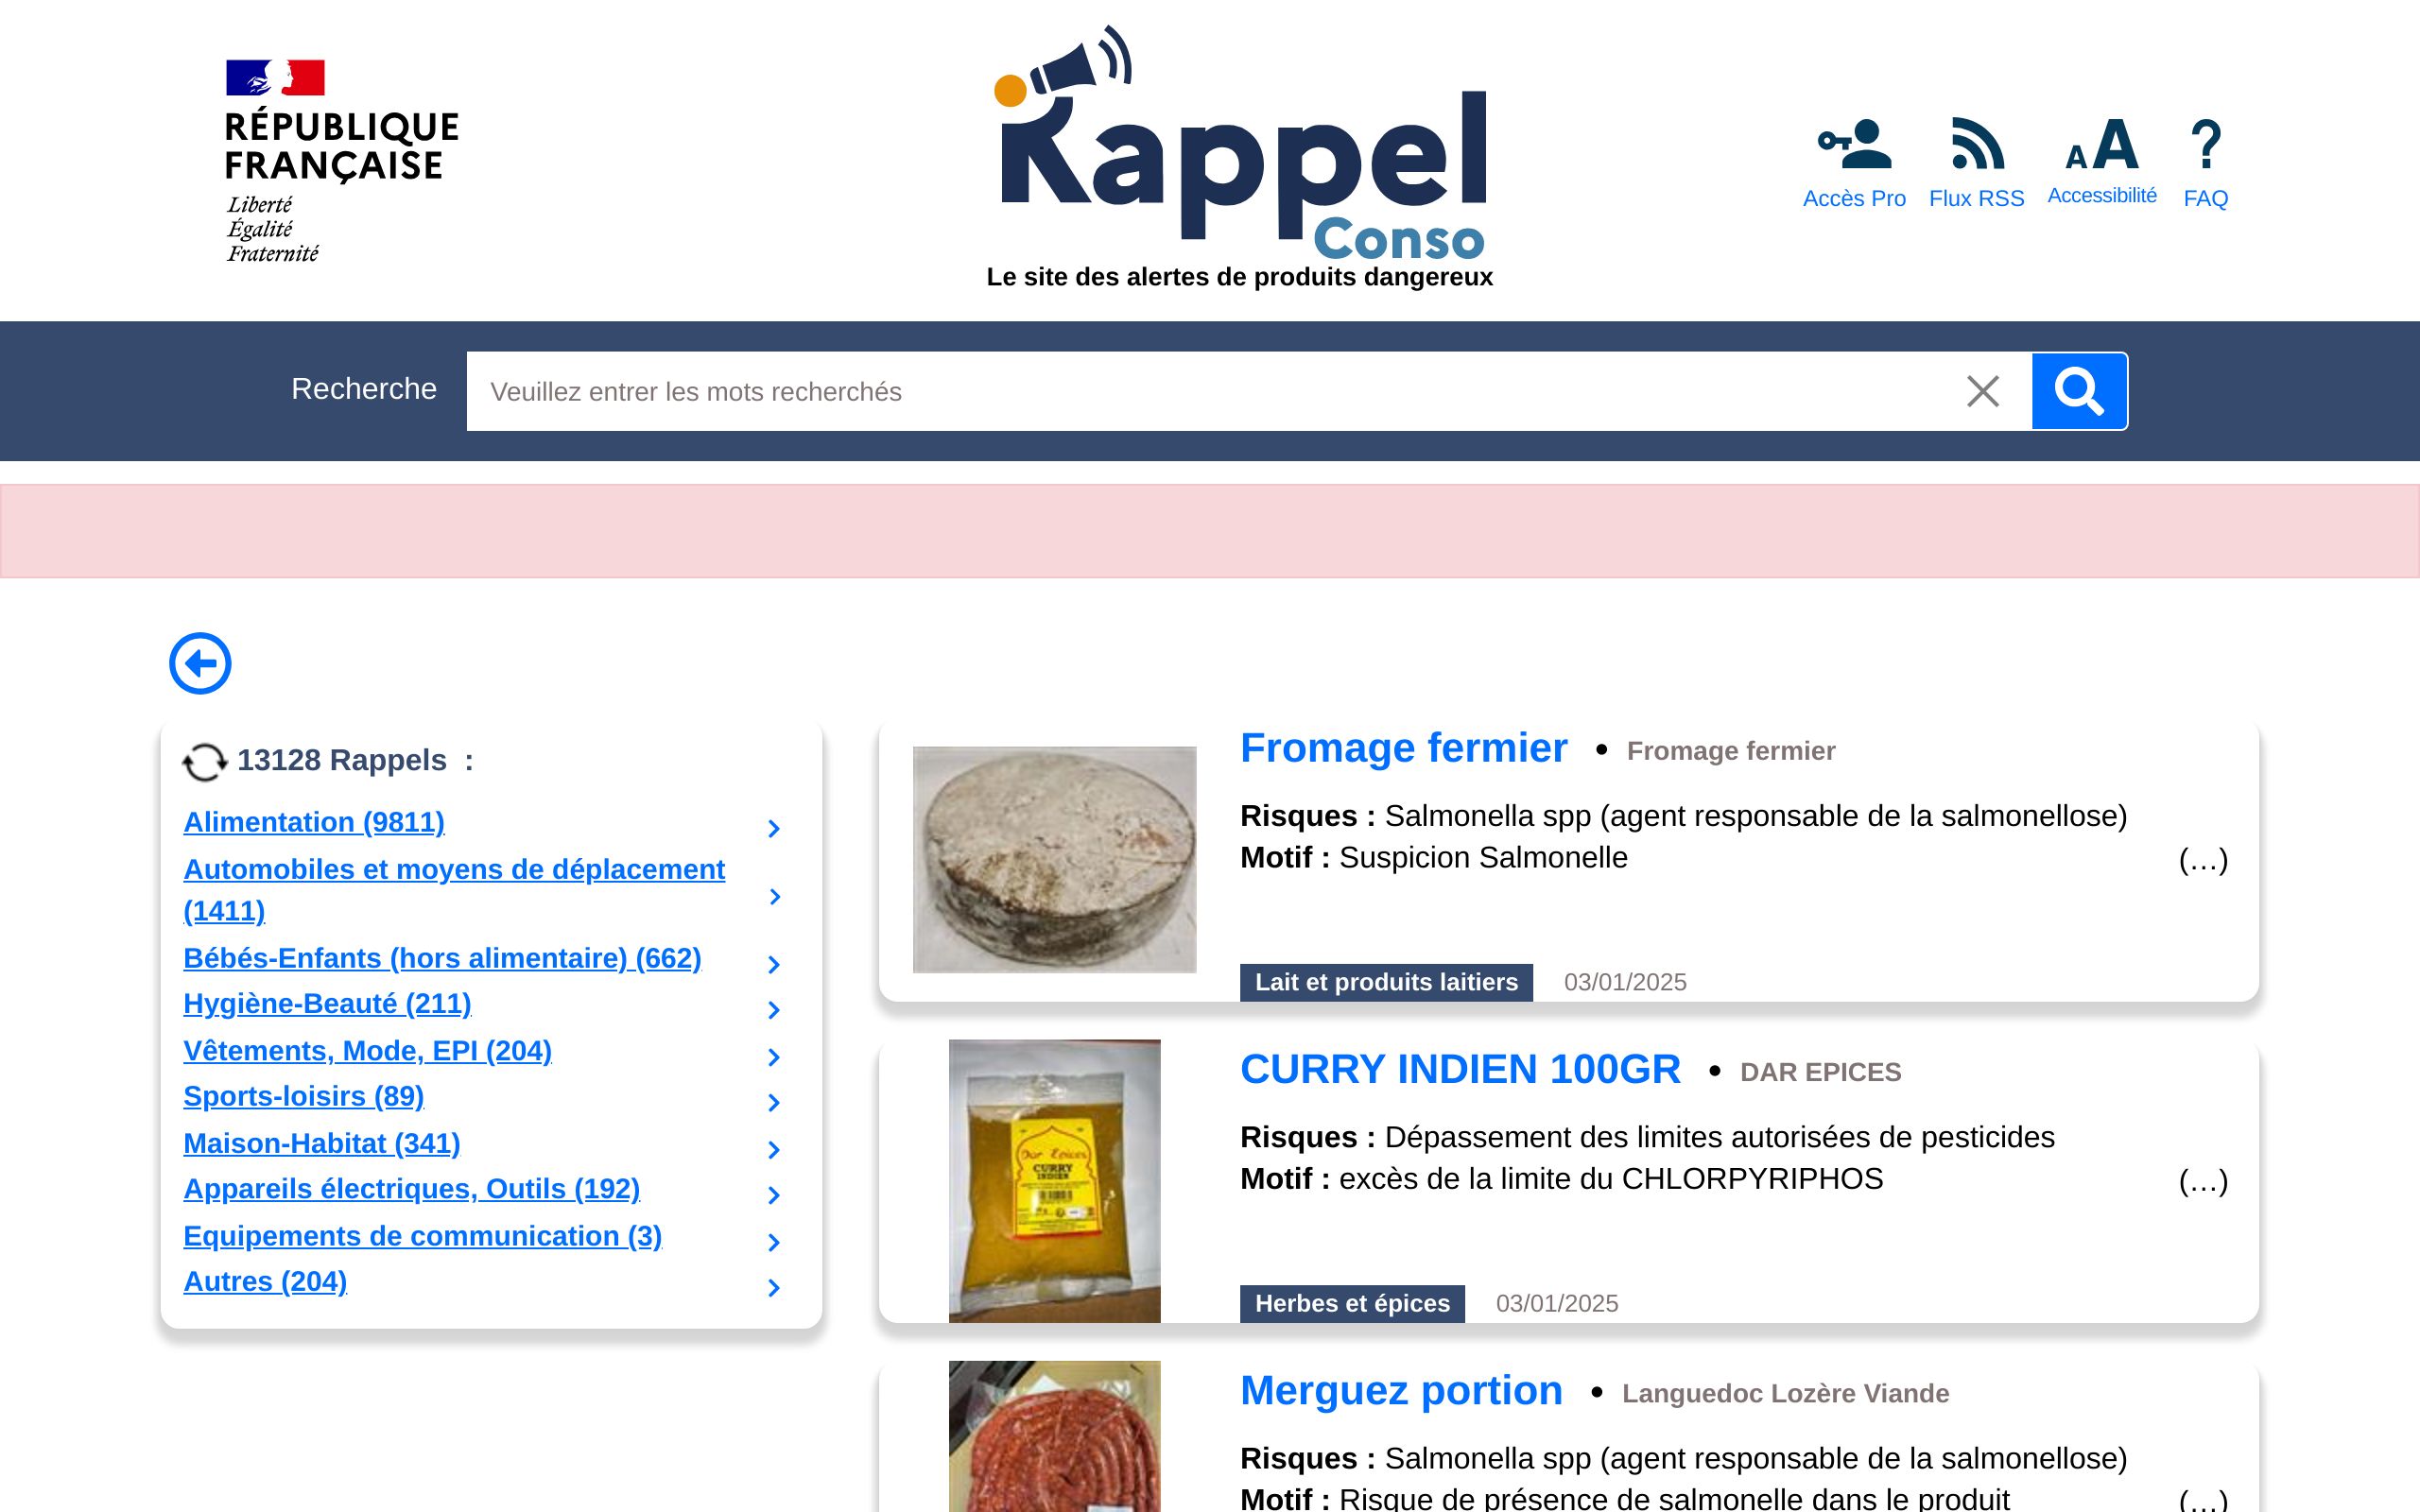 RÉPUBLIQUE
FRANÇAISE
Liberté
Égalité
Fraternité
Rappel
Conso
Le site des alertes de produits dangereux
Accès Pro
Flux RSS
AA
Accessibilité
?
FAQ
Recherche
Veuillez entrer les mots recherchés
13128 Rappels :
Alimentation (9811)
Automobiles et moyens de déplacement
(1411)
Bébés-Enfants (hors alimentaire) (662)
Hygiène-Beauté (211)
Vêtements, Mode, EPI (204)
Sports-loisirs (89)
Maison-Habitat (341)
Appareils électriques, Outils (192)
Equipements de communication (3)
Autres (204)
Fromage fermier • Fromage fermier
Risques : Salmonella spp (agent responsable de la salmonellose)
Motif : Suspicion Salmonelle (…)
Lait et produits laitiers 03/01/2025
Dar Epices
CURRY
INDIEN
CURRY INDIEN 100GR • DAR EPICES
Risques : Dépassement des limites autorisées de pesticides
Motif : excès de la limite du CHLORPYRIPHOS (…)
Herbes et épices 03/01/2025
Merguez portion • Languedoc Lozère Viande
Risques : Salmonella spp (agent responsable de la salmonellose)
Motif : Risque de présence de salmonelle dans le produit (…)